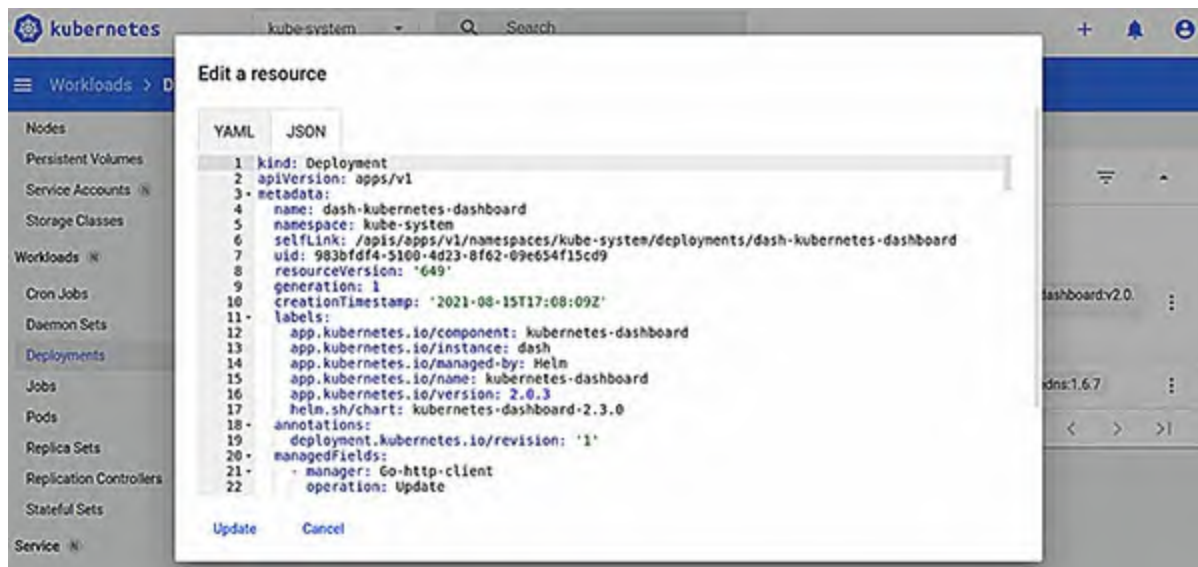 kubernetes
kube-system
Search
Workloads > D
Nodes
Persistent Volumes
Service Accounts N
Storage Classes
Workloads N
Cron Jobs
Daemon Sets
Deployments
Jobs
Pods
Replica Sets
Replication Controllers
Stateful Sets
Service N
Edit a resource
YAML JSON
1 kind: Deployment
2 apiVersion: apps/v1
3 metadata:
4 name: dash-kubernetes-dashboard
5 namespace: kube-system
6 selfLink: /apis/apps/v1/namespaces/kube-system/deployments/dash-kubernetes-dashboard
7 uid: 983bfdf4-5100-4d23-8f62-09e654f15cd9
8 resourceVersion: '649'
9 generation: 1
10 creationTimestamp: '2021-08-15T17:08:09Z'
11 labels:
12 app.kubernetes.io/component: kubernetes-dashboard
13 app.kubernetes.io/instance: dash
14 app.kubernetes.io/managed-by: Helm
15 app.kubernetes.io/name: kubernetes-dashboard
16 app.kubernetes.io/version: 2.0.3
17 helm.sh/chart: kubernetes-dashboard-2.3.0
18 annotations:
19 deployment.kubernetes.io/revision: '1'
20 managedFields:
21 - manager: Go-http-client
22 operation: Update
Update Cancel
dashboard:v2.0.
dns:1.6.7